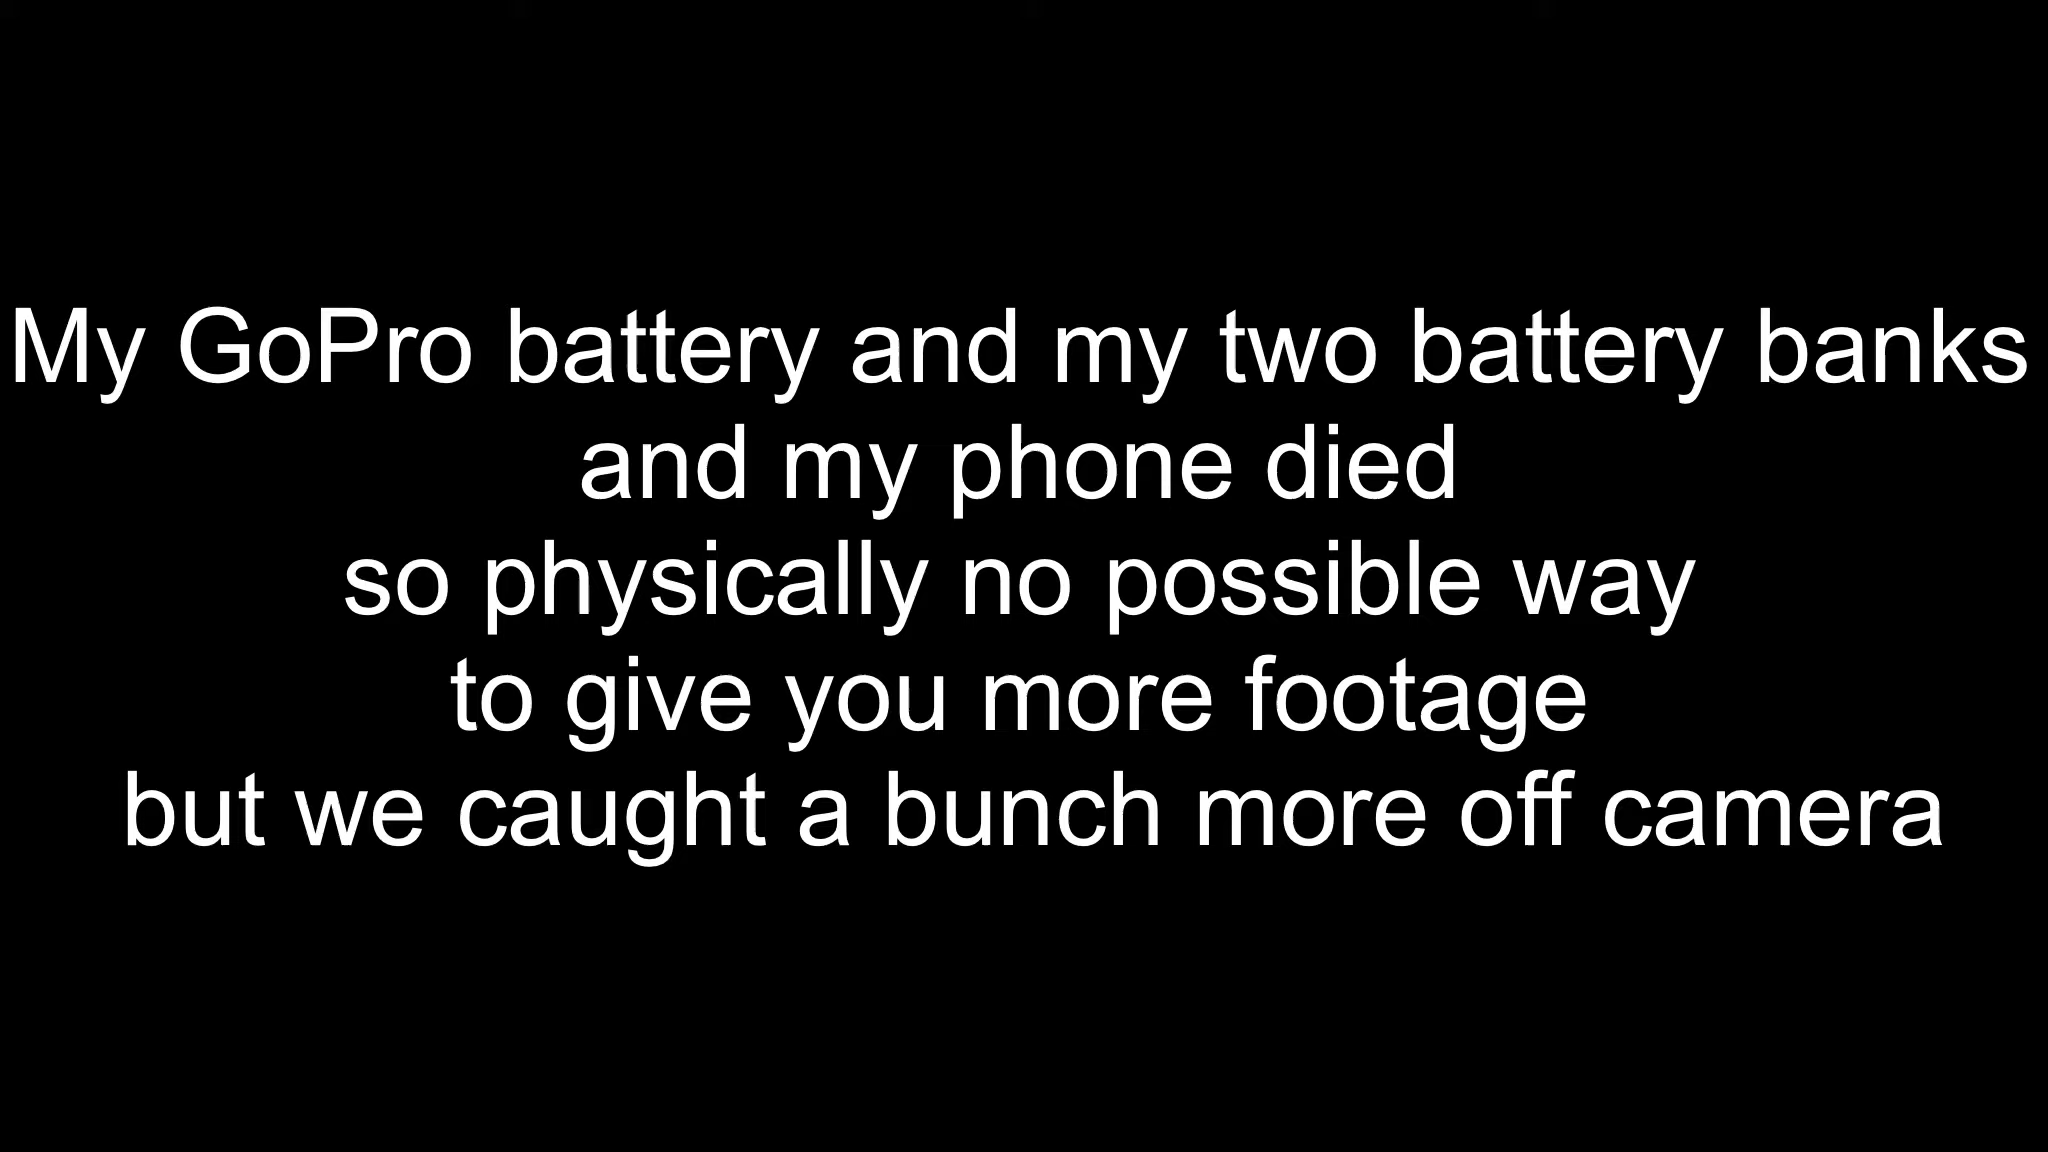 My GoPro battery and my two battery banks
and my phone died
so physically no possible way
to give you more footage
but we caught a bunch more off camera